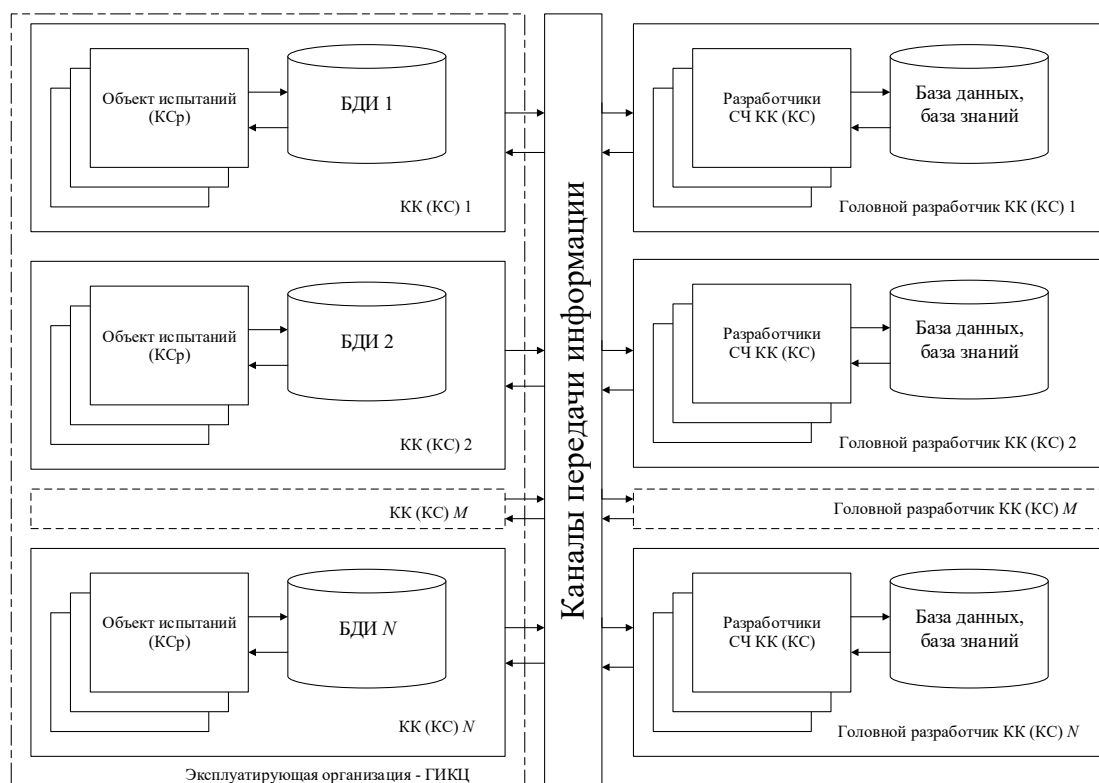 Объект испытаний
(КСр)
БДИ 1
КК (КС) 1
Разработчики
СЧ КК (КС)
База данных,
база знаний
Головной разработчик КК (КС) 1
Каналы передачи информации
Объект испытаний
(КСр)
БДИ 2
КК (КС) 2
Разработчики
СЧ КК (КС)
База данных,
база знаний
Головной разработчик КК (КС) 2
КК (КС) M
Головной разработчик КК (КС) M
Объект испытаний
(КСр)
БДИ N
КК (КС) N
Разработчики
СЧ КК (КС)
База данных,
база знаний
Головной разработчик КК (КС) N
Эксплуатирующая организация - ГИКЦ